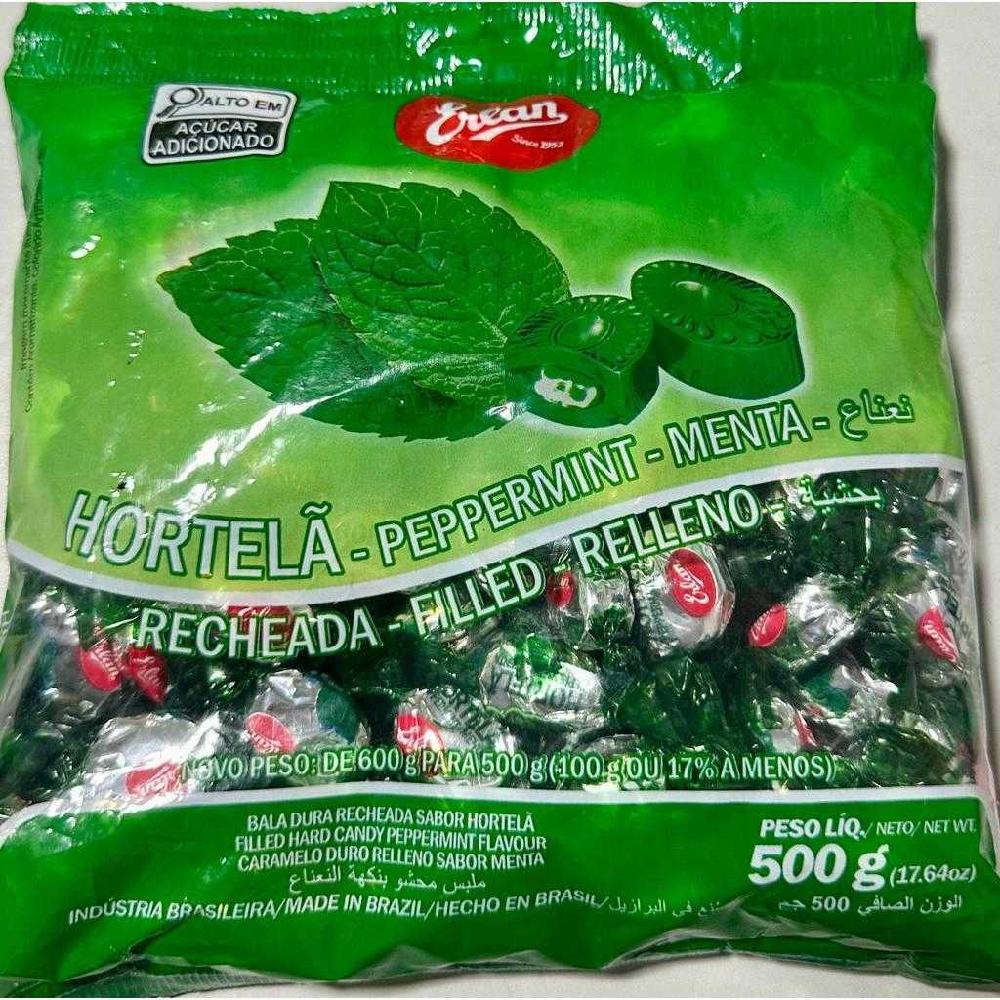 ALTO EM
AÇÚCAR
ADICIONADO
Erlan
Since 1953
HORTELÃ - PEPPERMINT - MENTA - نعناع
RECHEADA - FILLED - RELLENO - بحشية
NOVO PESO: DE 600 g PARA 500 g (100 g OU 17% A MENOS)
BALA DURA RECHEADA SABOR HORTELÃ
FILLED HARD CANDY PEPPERMINT FLAVOUR
CARAMELO DURO RELLENO SABOR MENTA
ملبس محشو بنكهة النعناع
INDÚSTRIA BRASILEIRA/MADE IN BRAZIL/HECHO EN BRASIL/ في البرازيل
PESO LÍQ./ NETO/ NET WT.
500 g (17.64oz)
الوزن الصافي 500 جم